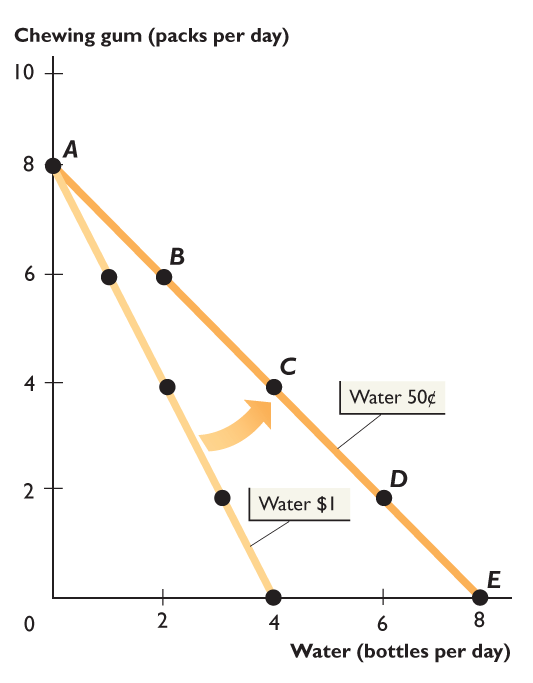 Chewing gum (packs per day)
10
A
8
B
6
C
4
Water 50¢
D
2
Water $1
E
0
2
4
6
8
Water (bottles per day)